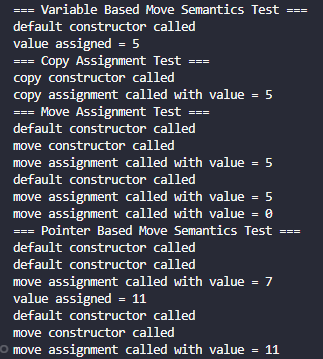 === Variable Based Move Semantics Test ===
default constructor called
value assigned = 5
=== Copy Assignment Test ===
copy constructor called
copy assignment called with value = 5
=== Move Assignment Test ===
default constructor called
move constructor called
move assignment called with value = 5
default constructor called
move assignment called with value = 5
move assignment called with value = 0
=== Pointer Based Move Semantics Test ===
default constructor called
default constructor called
move assignment called with value = 7
value assigned = 11
default constructor called
move constructor called
move assignment called with value = 11